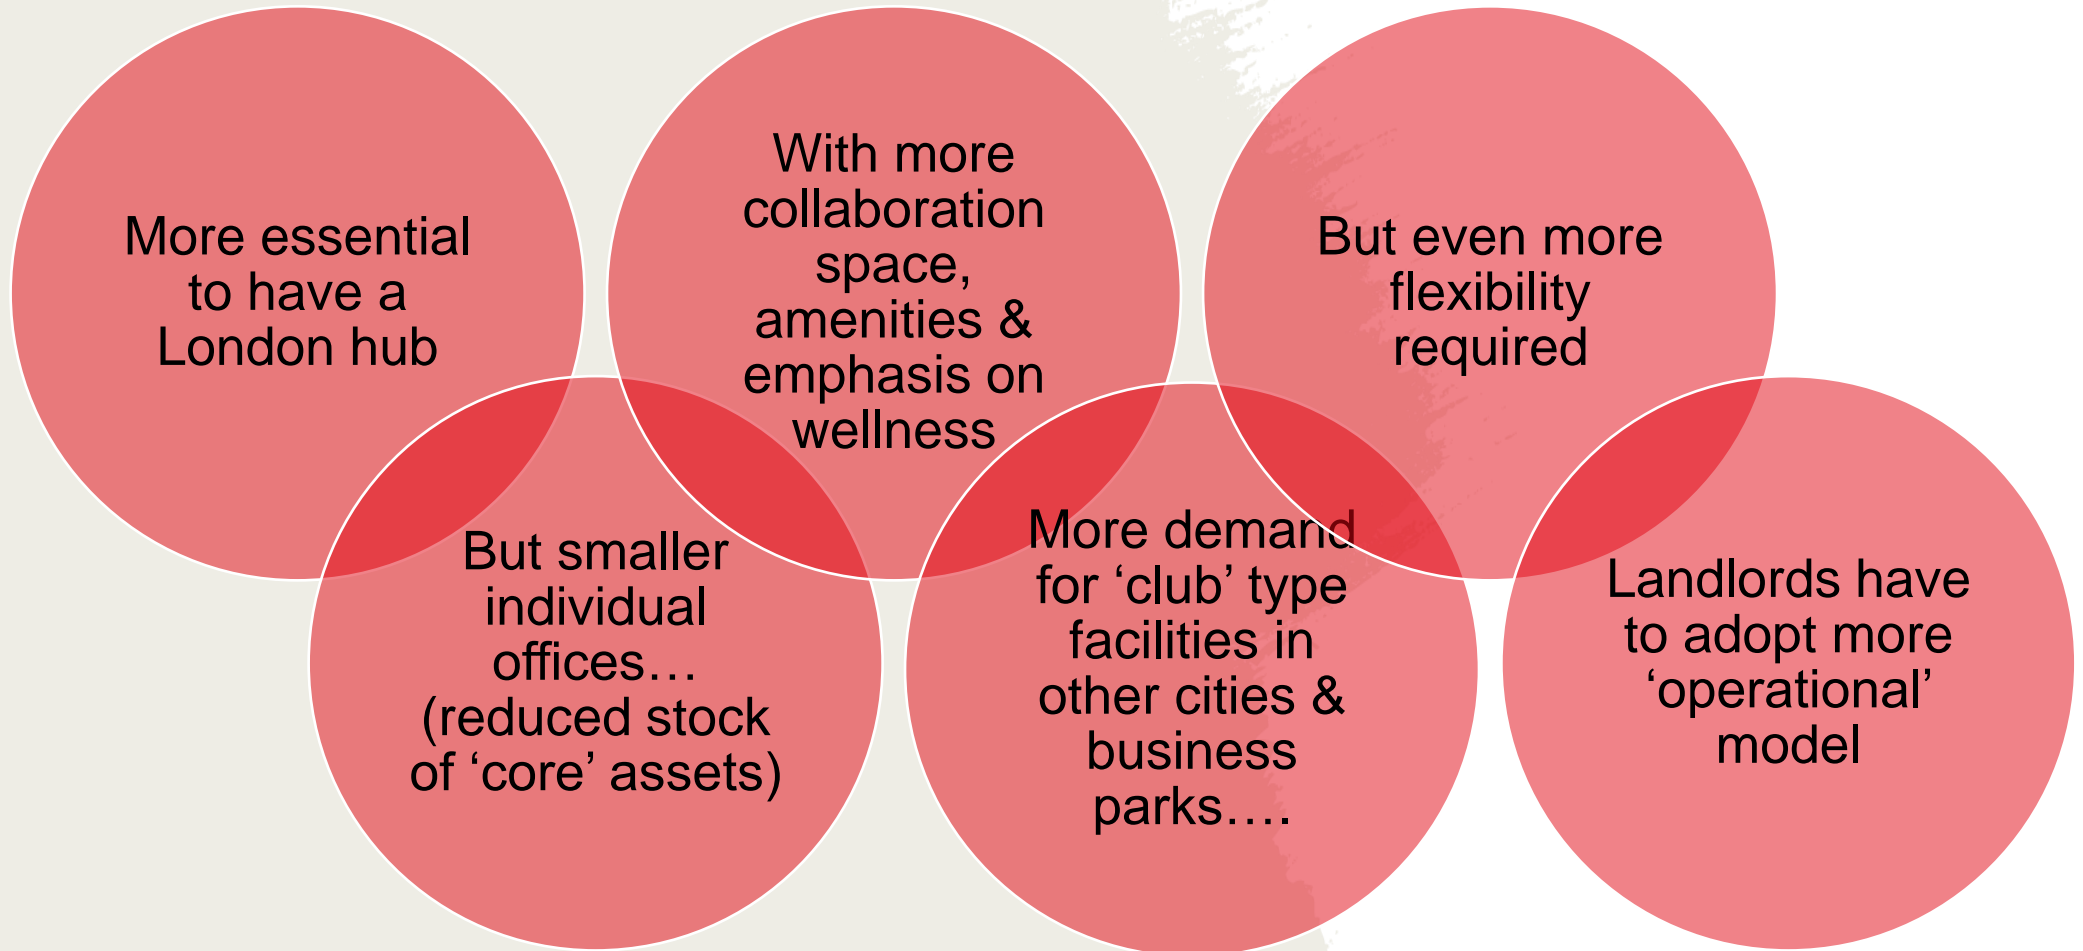 More essential
to have a
London hub
But smaller
individual
offices…
(reduced stock
of ‘core’ assets)
With more
collaboration
space,
amenities &
emphasis on
wellness
More demand
for ‘club’ type
facilities in
other cities &
business
parks….
But even more
flexibility
required
Landlords have
to adopt more
‘operational’
model